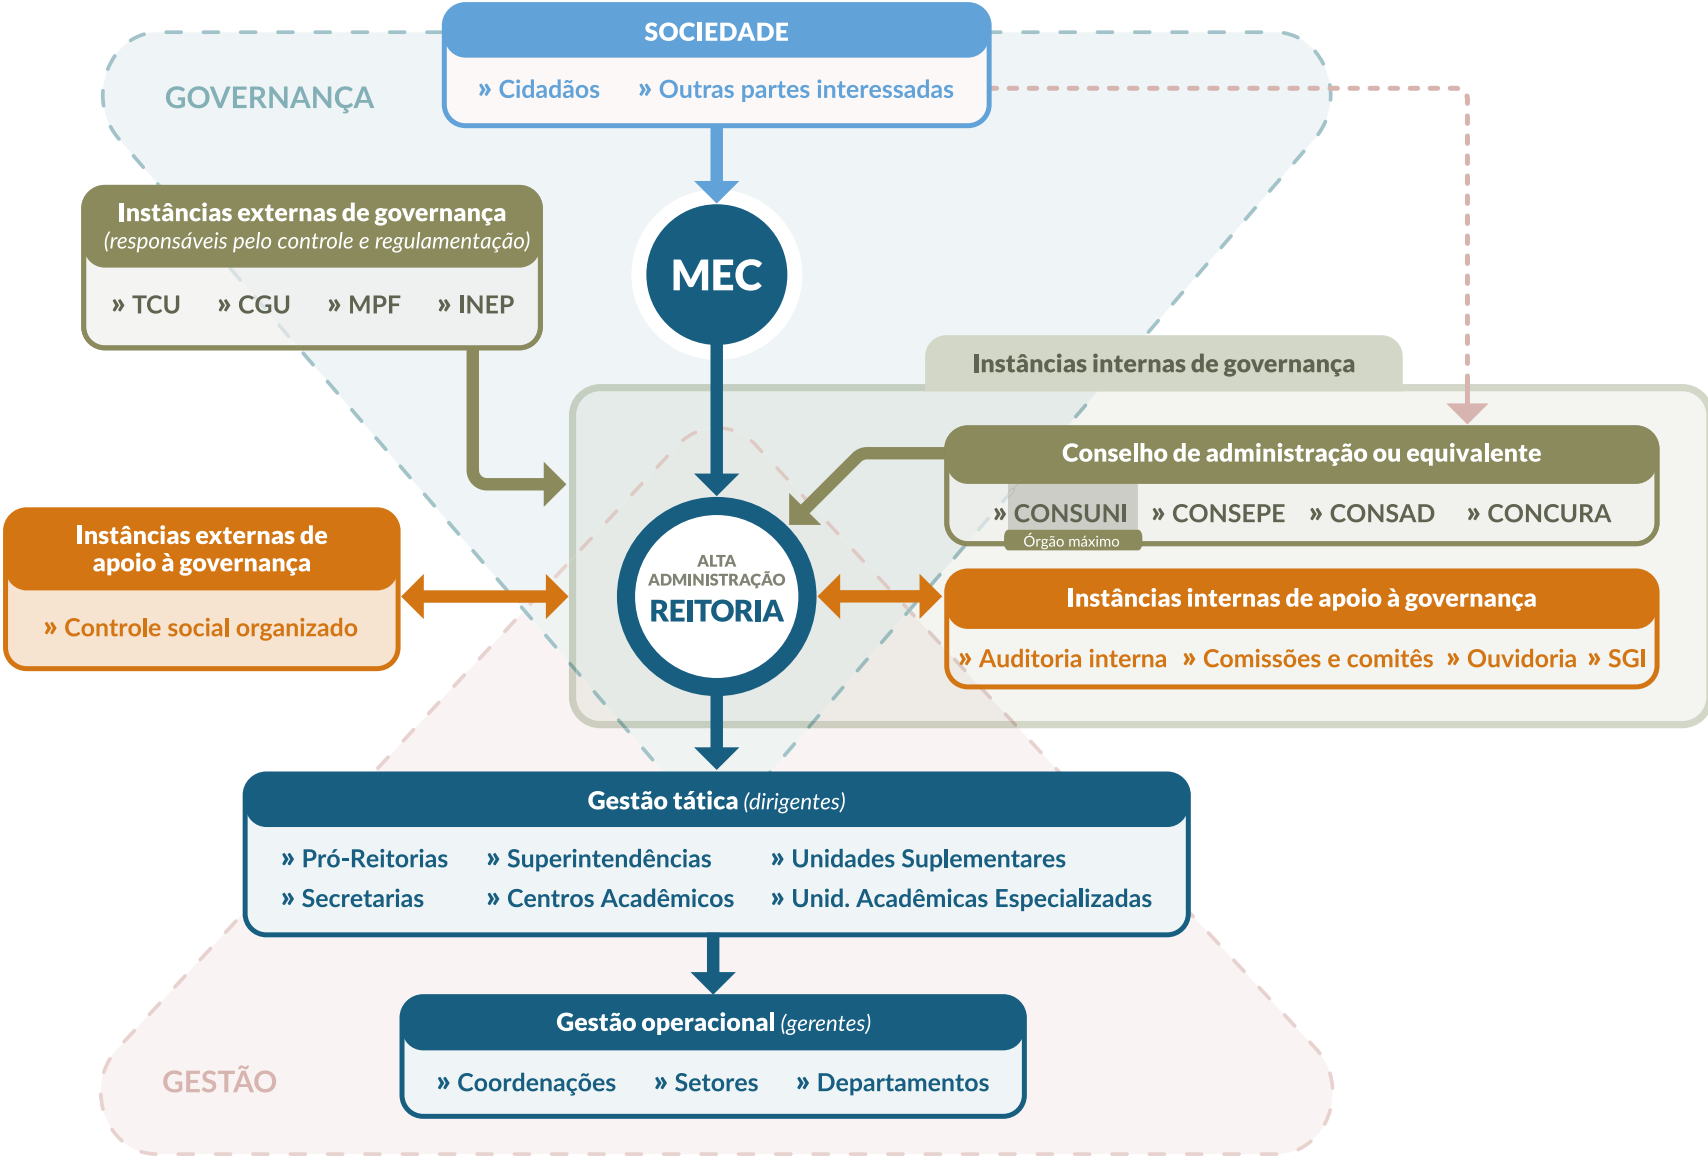 SOCIEDADE
» Cidadãos » Outras partes interessadas
GOVERNANÇA
Instâncias externas de governança
(responsáveis pelo controle e regulamentação)
» TCU » CGU » MPF » INEP
MEC
Instâncias internas de governança
Conselho de administração ou equivalente
» CONSUNI » CONSEPE » CONSAD » CONCURA
Órgão máximo
Instâncias externas de
apoio à governança
» Controle social organizado
ALTA
ADMINISTRAÇÃO
REITORIA
Instâncias internas de apoio à governança
» Auditoria interna » Comissões e comitês » Ouvidoria » SGI
Gestão tática (dirigentes)
» Pró-Reitorias » Superintendências » Unidades Suplementares
» Secretarias » Centros Acadêmicos » Unid. Acadêmicas Especializadas
Gestão operacional (gerentes)
» Coordenações » Setores » Departamentos
GESTÃO